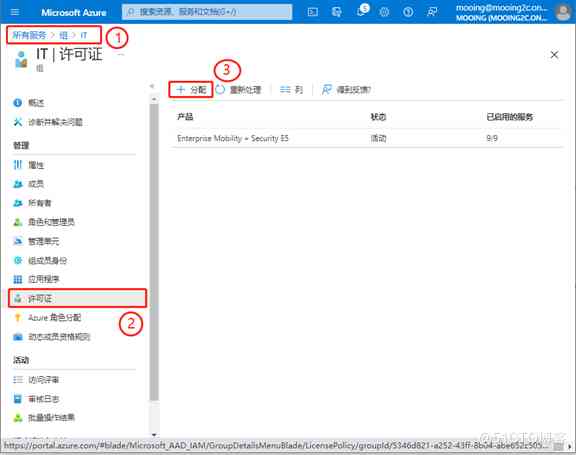 Microsoft Azure
搜索资源、服务和文档(G+/)
5
mooing@mooing2c.on...
MOOING (MOOING2C.ON...
所有服务 > 组 > IT
1
IT | 许可证
组
3
分配
重新处理
列
得到反馈?
概述
诊断并解决问题
管理
属性
成员
所有者
角色和管理员
管理单元
组成员身份
应用程序
许可证
Azure 角色分配
2
动态成员资格规则
活动
访问评审
审核日志
批量操作结果
产品
状态
已启用的服务
Enterprise Mobility + Security E5
活动
9/9
https://portal.azure.com/#blade/Microsoft_AAD_IAM/GroupDetailsMenuBlade/LicensePolicy/groupId/5346d821-a252-43ff-8b04-abe652c505...
@51CTO博客